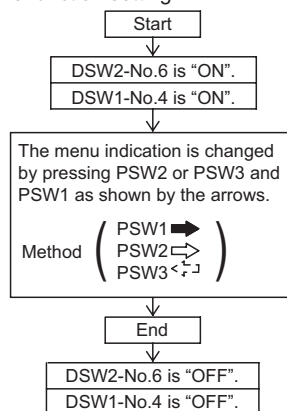 Start
DSW2-No.6 is “ON”.
DSW1-No.4 is “ON”.
The menu indication is changed
by pressing PSW2 or PSW3 and
PSW1 as shown by the arrows.
PSW1
Method ( PSW2 )
PSW3
End
DSW2-No.6 is “OFF”.
DSW1-No.4 is “OFF”.